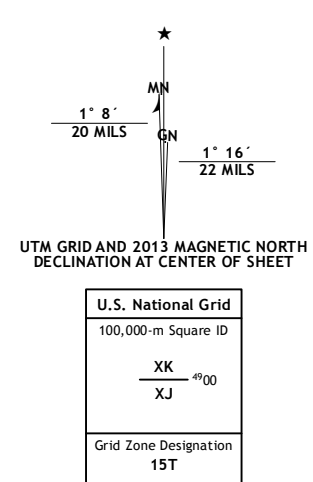 ★
MN
1° 8´
20 MILS
GN
1° 16´
22 MILS
UTM GRID AND 2013 MAGNETIC NORTH
DECLINATION AT CENTER OF SHEET
U.S. National Grid
100,000-m Square ID
XK
4900
XJ
Grid Zone Designation
15T